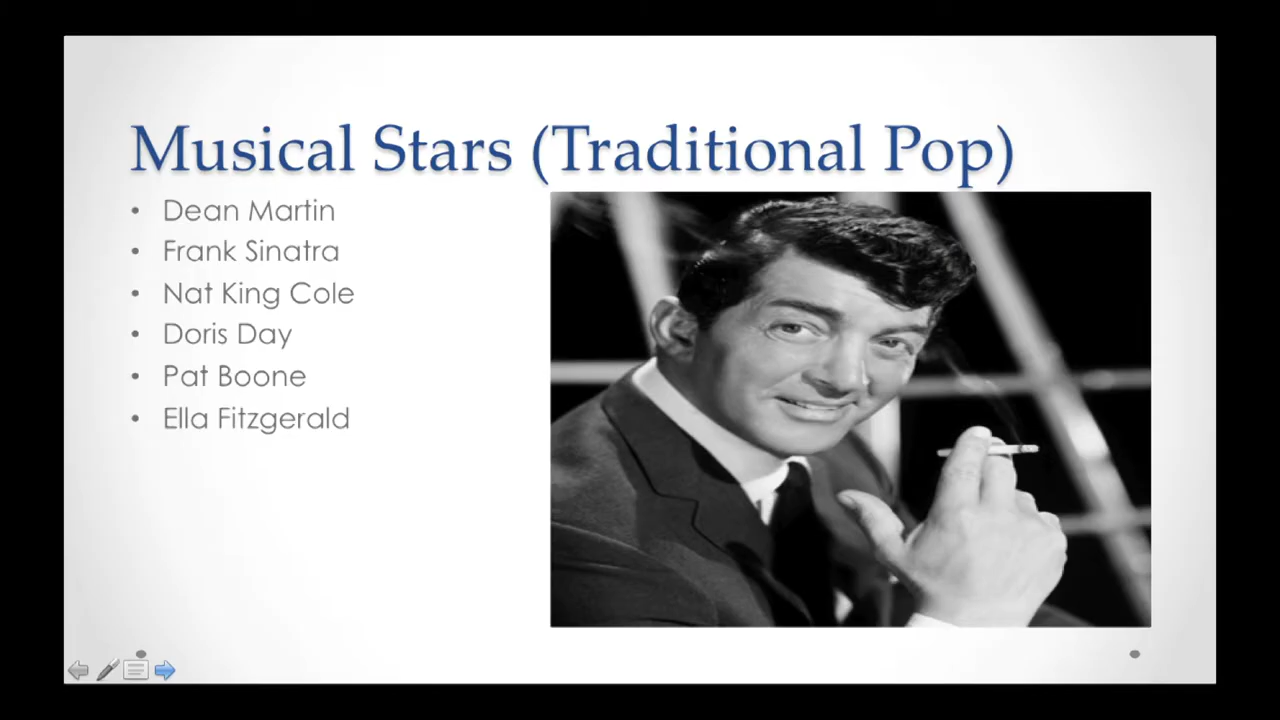 Musical Stars (Traditional Pop)
• Dean Martin
• Frank Sinatra
• Nat King Cole
• Doris Day
• Pat Boone
• Ella Fitzgerald